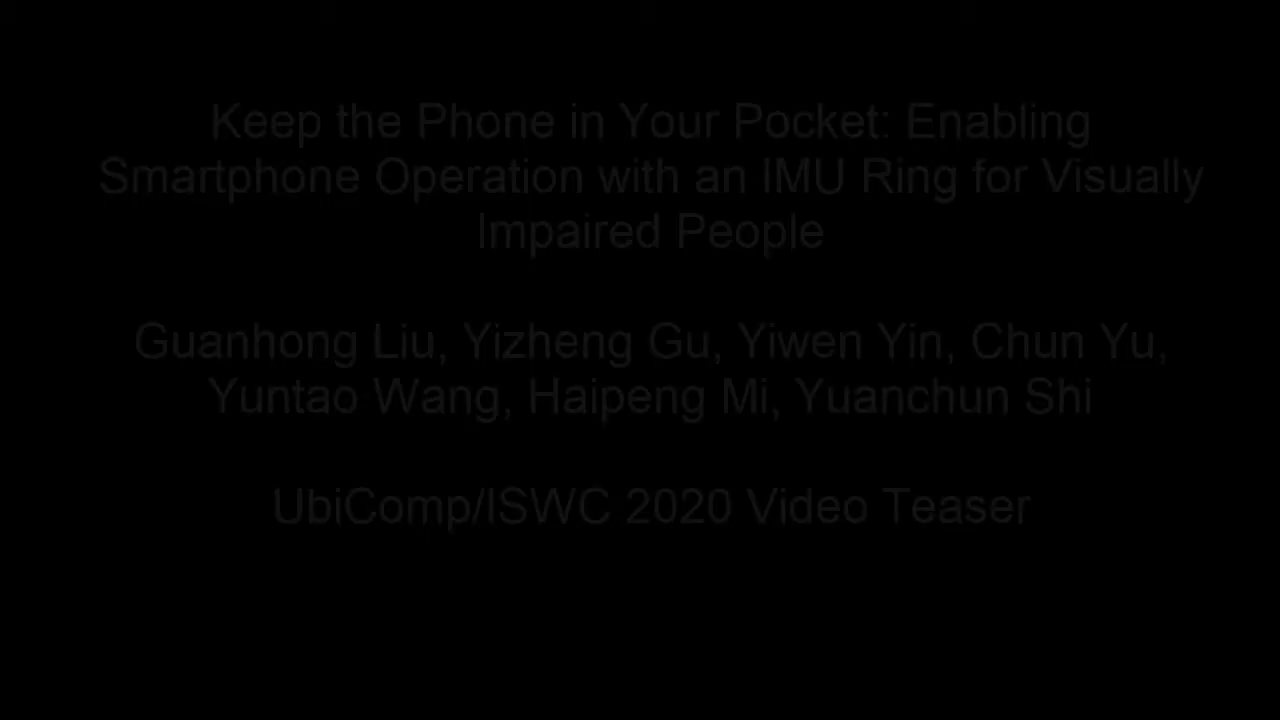 Keep the Phone in Your Pocket: Enabling
Smartphone Operation with an IMU Ring for Visually
Impaired People
Guanhong Liu, Yizheng Gu, Yiwen Yin, Chun Yu,
Yuntao Wang, Haipeng Mi, Yuanchun Shi
UbiComp/ISWC 2020 Video Teaser